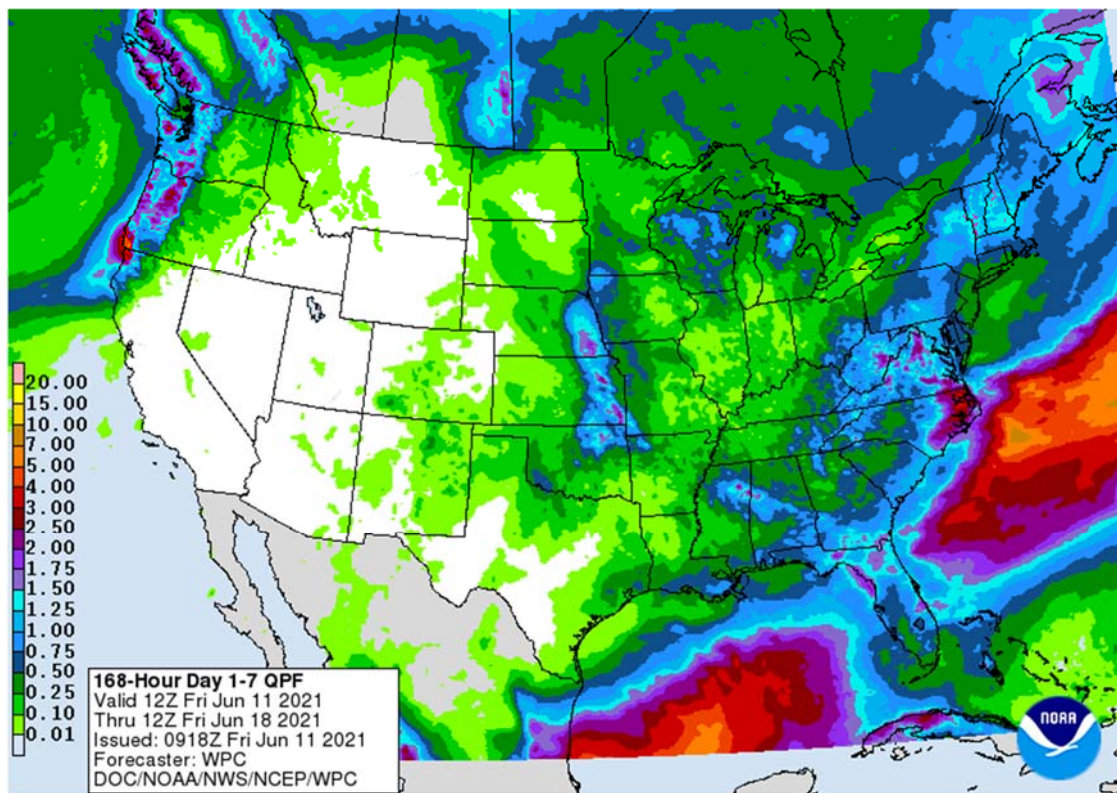 20.00
15.00
10.00
7.00
5.00
4.00
3.00
2.50
2.00
1.75
1.50
1.25
1.00
0.75
0.50
0.25
0.10
0.01
168-Hour Day 1-7 QPF
Valid 12Z Fri Jun 11 2021
Thru 12Z Fri Jun 18 2021
Issued: 0918Z Fri Jun 11 2021
Forecaster: WPC
DOC/NOAA/NWS/NCEP/WPC
NOAA